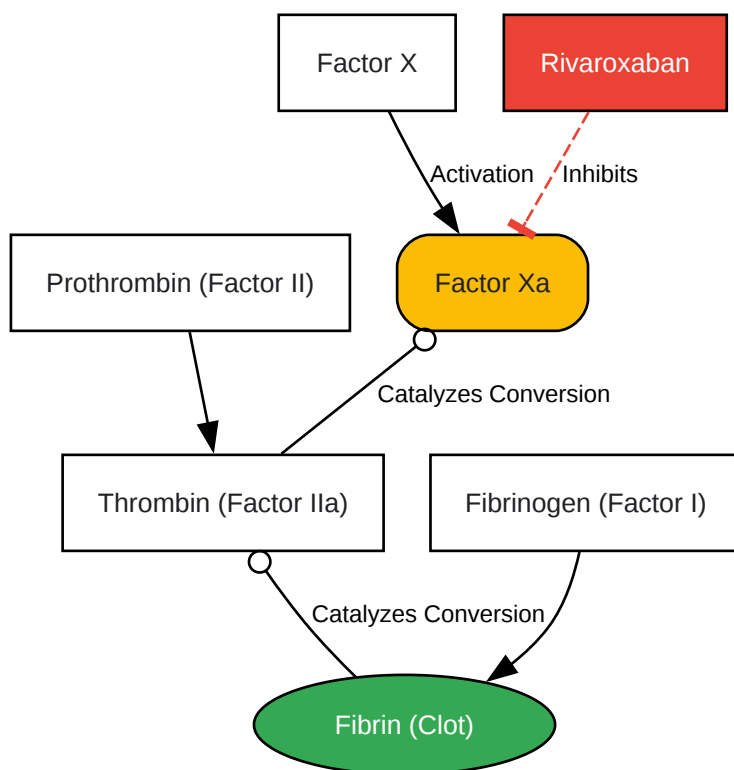 Factor X
Rivaroxaban
Activation
Inhibits
Prothrombin (Factor II)
Factor Xa
Catalyzes Conversion
Thrombin (Factor IIa)
Fibrinogen (Factor I)
Catalyzes Conversion
Fibrin (Clot)